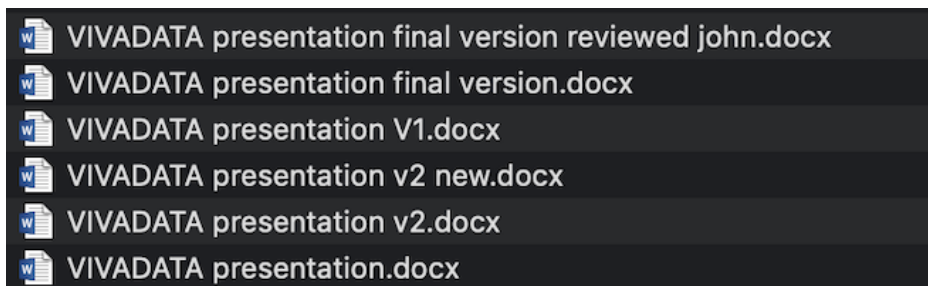 VIVADATA presentation final version reviewed john.docx
VIVADATA presentation final version.docx
VIVADATA presentation V1.docx
VIVADATA presentation v2 new.docx
VIVADATA presentation v2.docx
VIVADATA presentation.docx